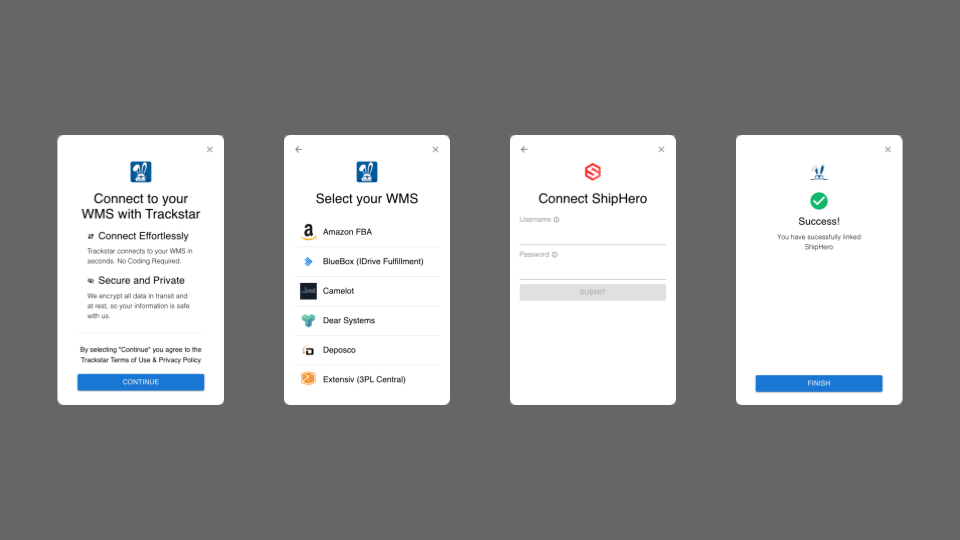 Connect to your
WMS with Trackstar
Connect Effortlessly
Trackstar connects to your WMS in
seconds. No Coding Required.
Secure and Private
We encrypt all data in transit and
at rest, so your information is safe
with us.
By selecting "Continue" you agree to the
Trackstar Terms of Use & Privacy Policy
CONTINUE
Select your WMS
Amazon FBA
BlueBox (IDrive Fulfillment)
Camelot
Dear Systems
Deposco
Extensiv (3PL Central)
Connect ShipHero
Username
Password
SUBMIT
Success!
You have sucessfully linked
ShipHero
FINISH